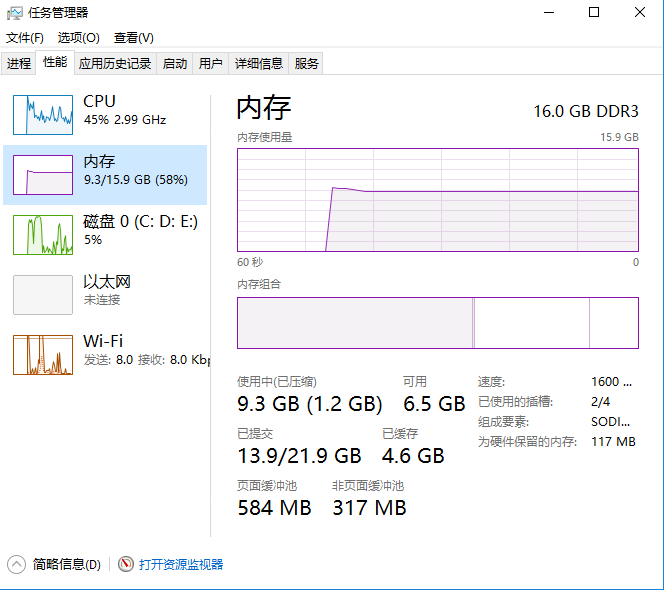 任务管理器
文件(F) 选项(O) 查看(V)
进程 性能 应用历史记录 启动 用户 详细信息 服务
CPU
45% 2.99 GHz
内存
9.3/15.9 GB (58%)
磁盘 0 (C: D: E:)
5%
以太网
未连接
Wi-Fi
发送: 8.0 接收: 8.0 Kbp
内存
16.0 GB DDR3
内存使用量
15.9 GB
60 秒
0
内存组合
使用中(已压缩)
9.3 GB (1.2 GB)
可用
6.5 GB
已提交
13.9/21.9 GB
已缓存
4.6 GB
页面缓冲池
584 MB
非页面缓冲池
317 MB
速度: 1600 ...
已使用的插槽: 2/4
组成要素: SODI...
为硬件保留的内存: 117 MB
简略信息(D)
打开资源监视器